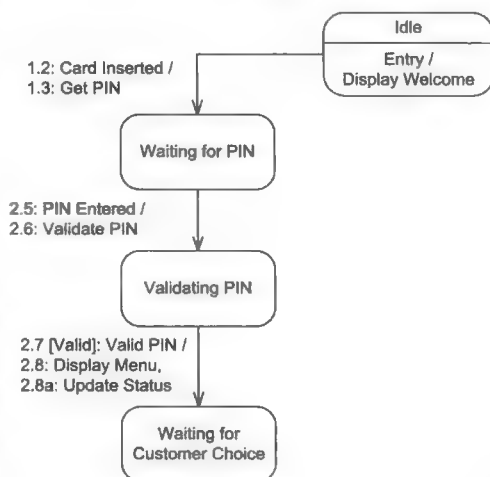 Idle
Entry /
Display Welcome
1.2: Card Inserted /
1.3: Get PIN
Waiting for PIN
2.5: PIN Entered /
2.6: Validate PIN
Validating PIN
2.7 [Valid]: Valid PIN /
2.8: Display Menu,
2.8a: Update Status
Waiting for
Customer Choice